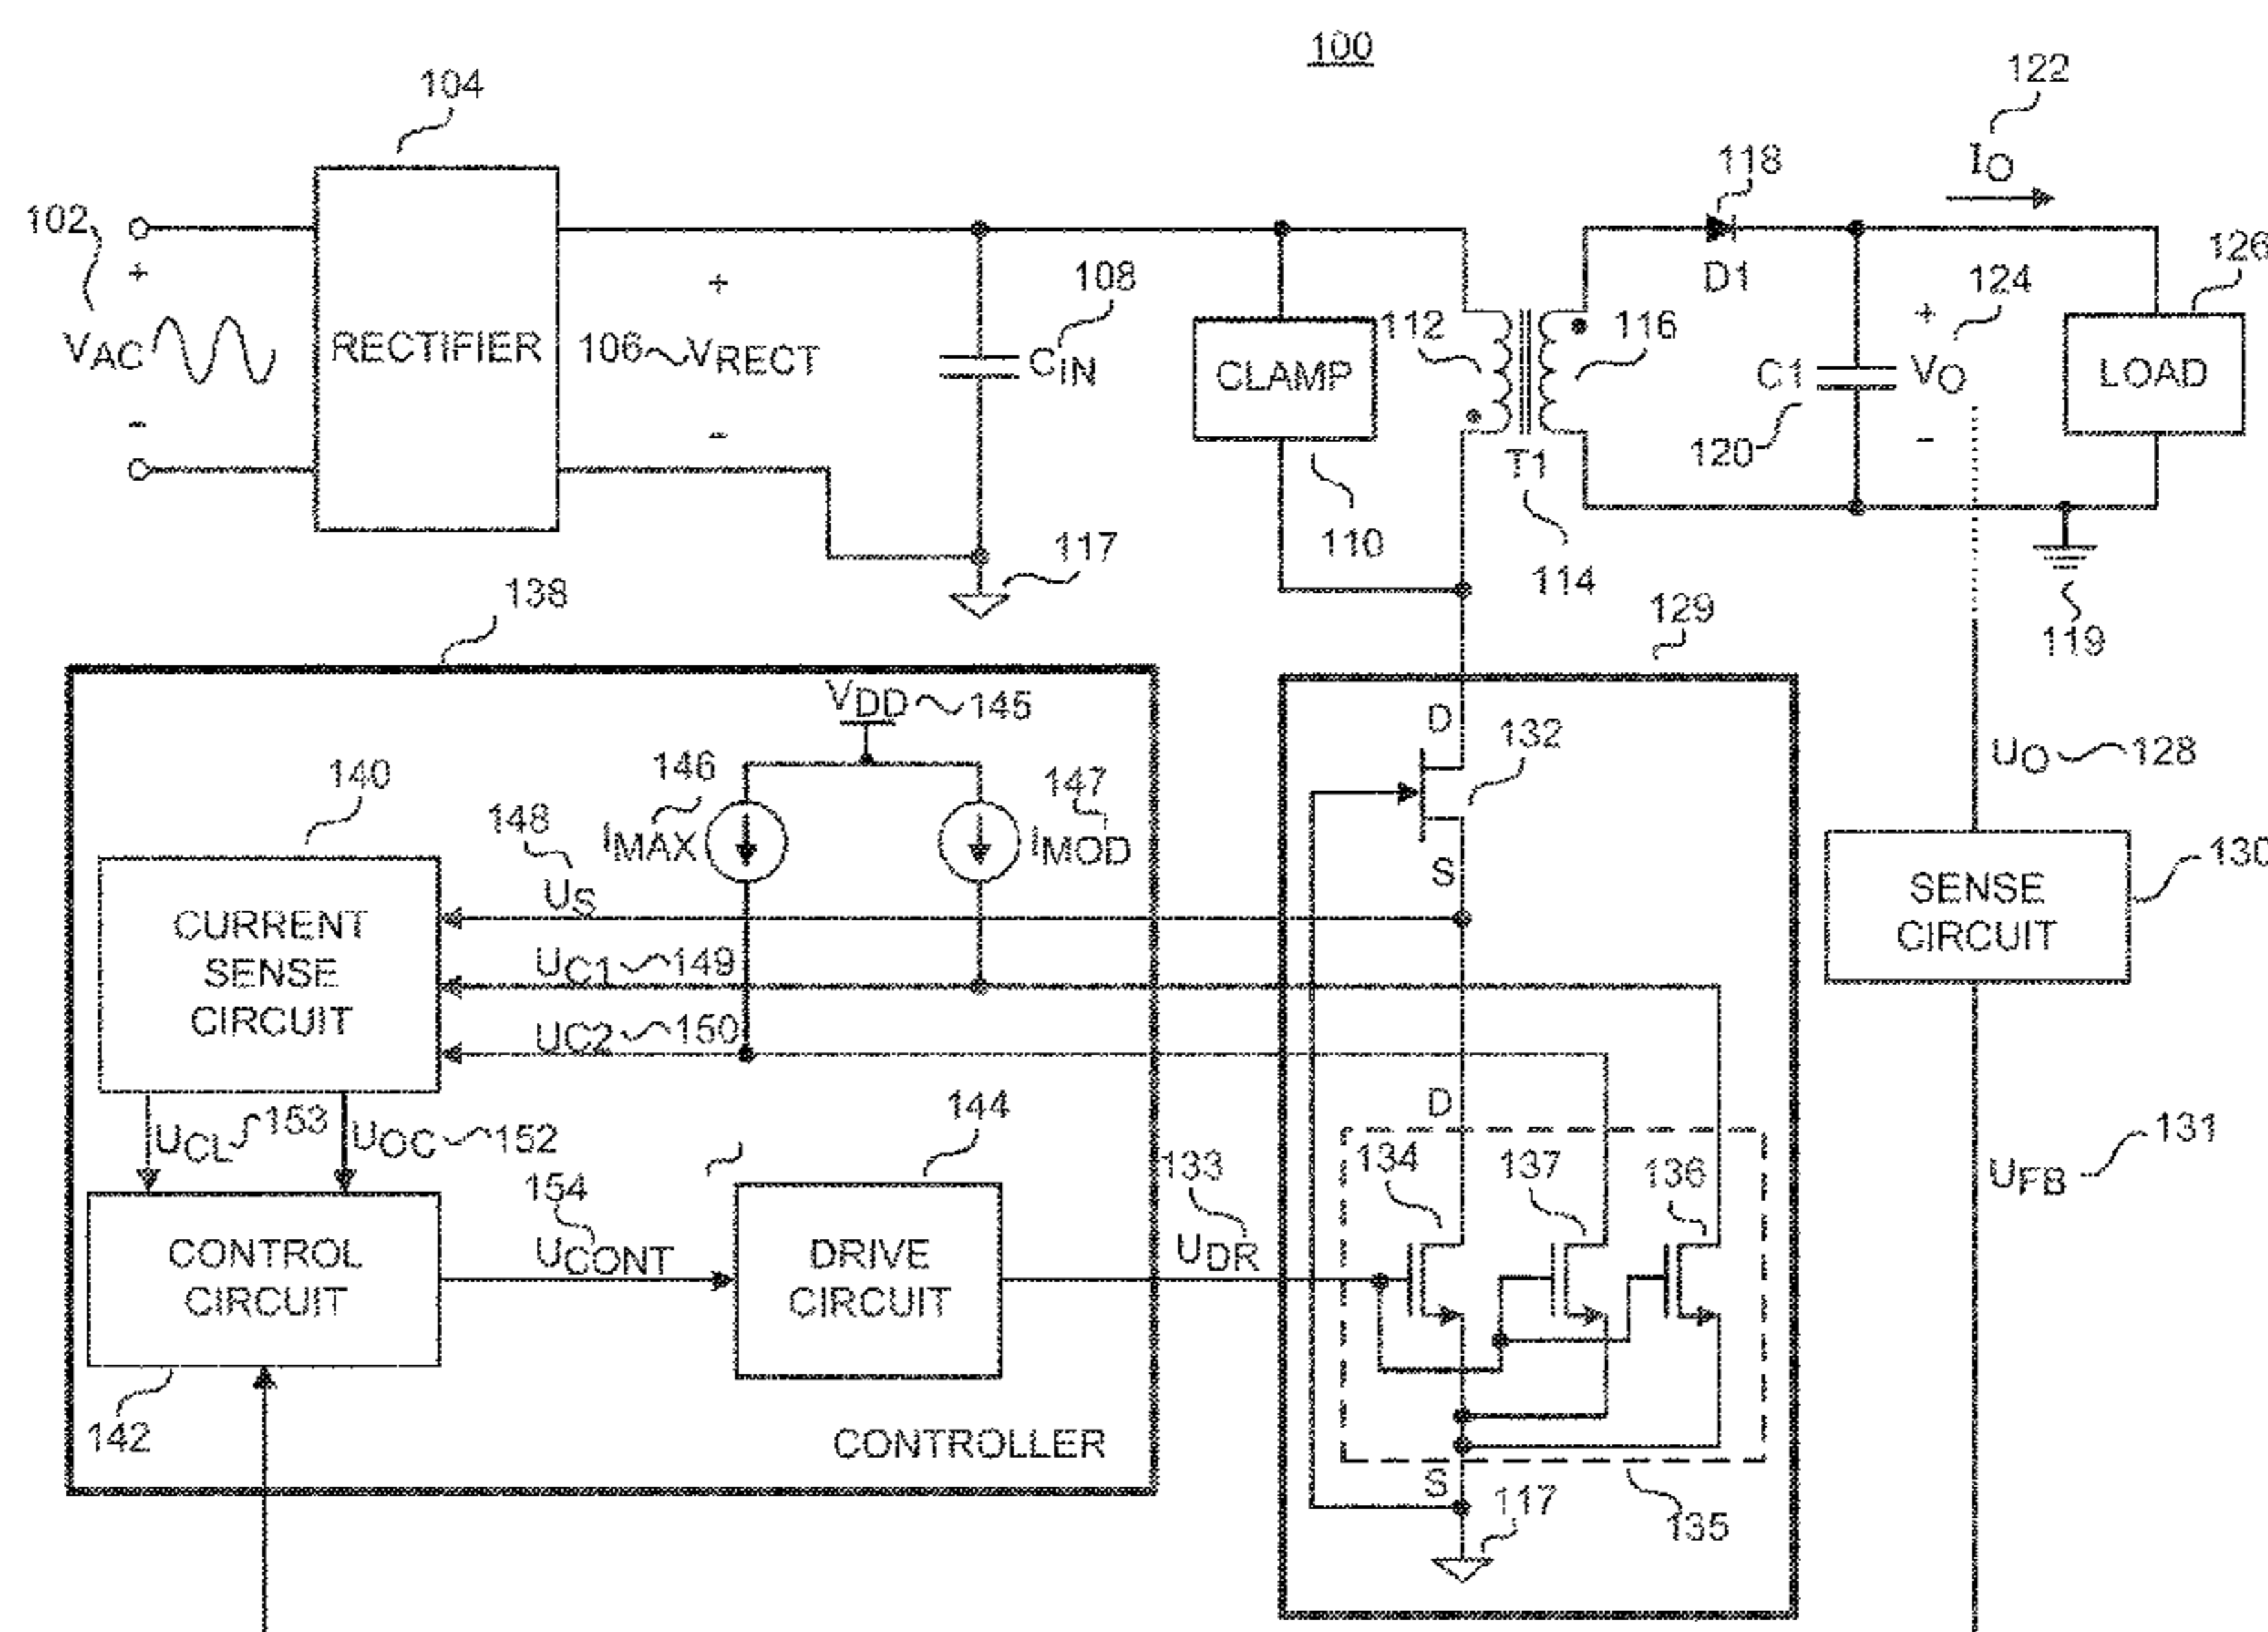 100
104
122
IO
118
102
+
VAC
-
RECTIFIER
+
106 VRECT
-
108
CIN
CLAMP
112
116
D1
C1
120
+
124
VO
-
126
LOAD
T1
110
114
117
119
138
129
VDD 145
146
IMAX
147
IMOD
140
148
US
CURRENT
SENSE
CIRCUIT
UC1 149
UC2 150
D
132
S
UO 128
SENSE
CIRCUIT
130
UCL 153
UOC 152
144
154
UCONT
133
UDR
CONTROL
CIRCUIT
DRIVE
CIRCUIT
142
CONTROLLER
D
134
137
136
UFB 131
S
117
135